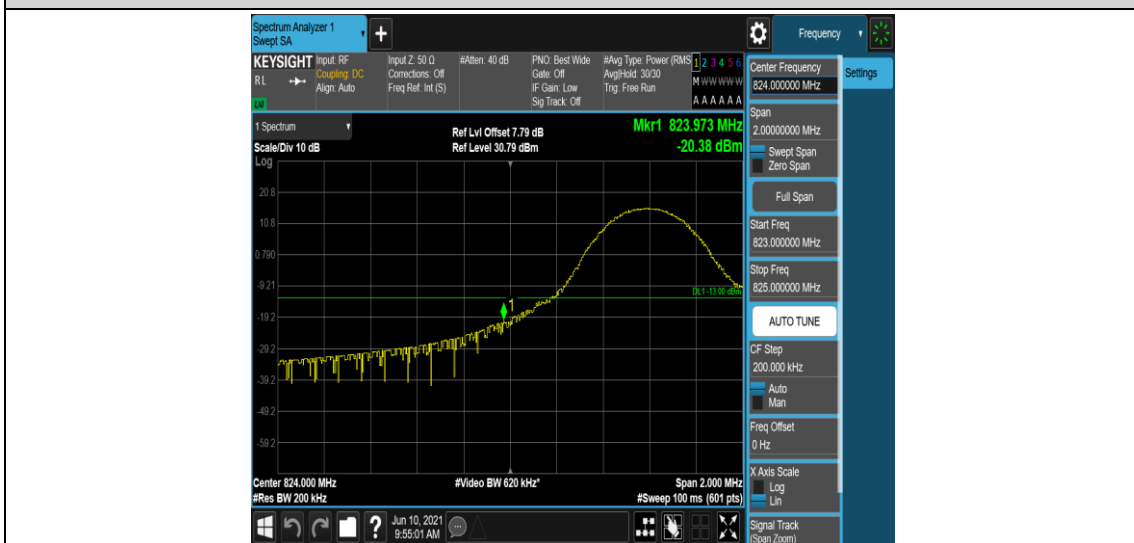 Spectrum Analyzer 1
Swept SA
+
Frequency
KEYSIGHT
RL
LXI
Input: RF
Coupling: DC
Align: Auto
Input Z: 50 Ω
Corrections: Off
Freq Ref: Int (S)
#Atten: 40 dB
PNO: Best Wide
Gate: Off
IF Gain: Low
Sig Track: Off
#Avg Type: Power (RMS
Avg|Hold: 30/30
Trig: Free Run
1 2 3 4 5 6
M W W W W W
A A A A A A
1 Spectrum
Scale/Div 10 dB
Log
Ref Lvl Offset 7.79 dB
Ref Level 30.79 dBm
Mkr1 823.973 MHz
-20.38 dBm
20.8
10.8
0.790
-9.21
-19.2
-29.2
-39.2
-49.2
-59.2
DL1 -13.00 dBm
1
Center 824.000 MHz
#Res BW 200 kHz
#Video BW 620 kHz*
Span 2.000 MHz
#Sweep 100 ms (601 pts)
?
Jun 10, 2021
9:55:01 AM
Center Frequency
824.000000 MHz
Settings
Span
2.00000000 MHz
Swept Span
Zero Span
Full Span
Start Freq
823.000000 MHz
Stop Freq
825.000000 MHz
AUTO TUNE
CF Step
200.000 kHz
Auto
Man
Freq Offset
0 Hz
X Axis Scale
Log
Lin
Signal Track
(Span Zoom)